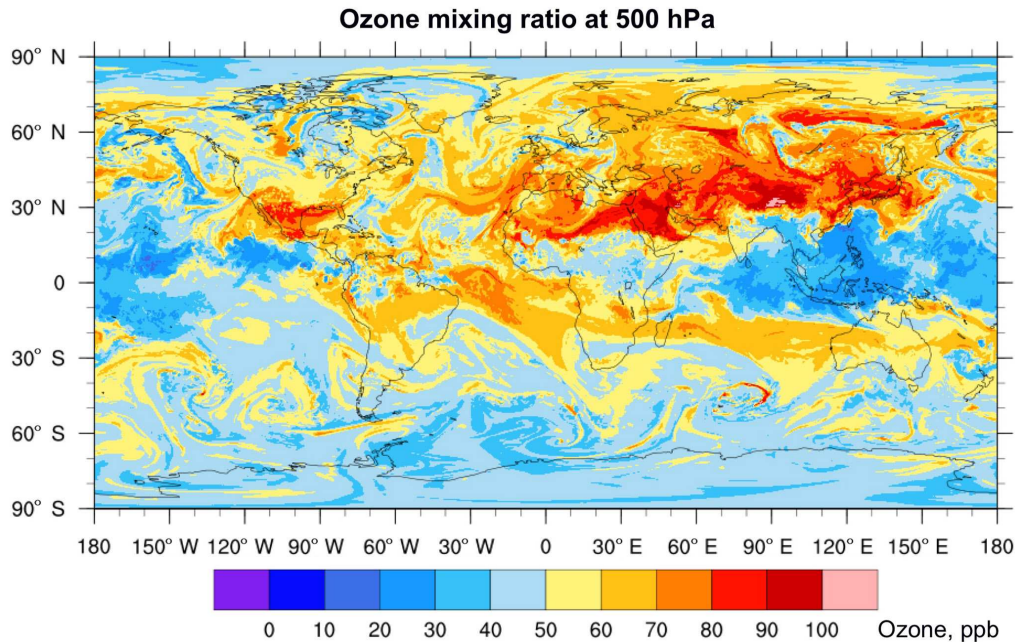 Ozone mixing ratio at 500 hPa
90° N
60° N
30° N
0
30° S
60° S
90° S
180 150° W 120° W 90° W 60° W 30° W 0 30° E 60° E 90° E 120° E 150° E 180
0 10 20 30 40 50 60 70 80 90 100 Ozone, ppb